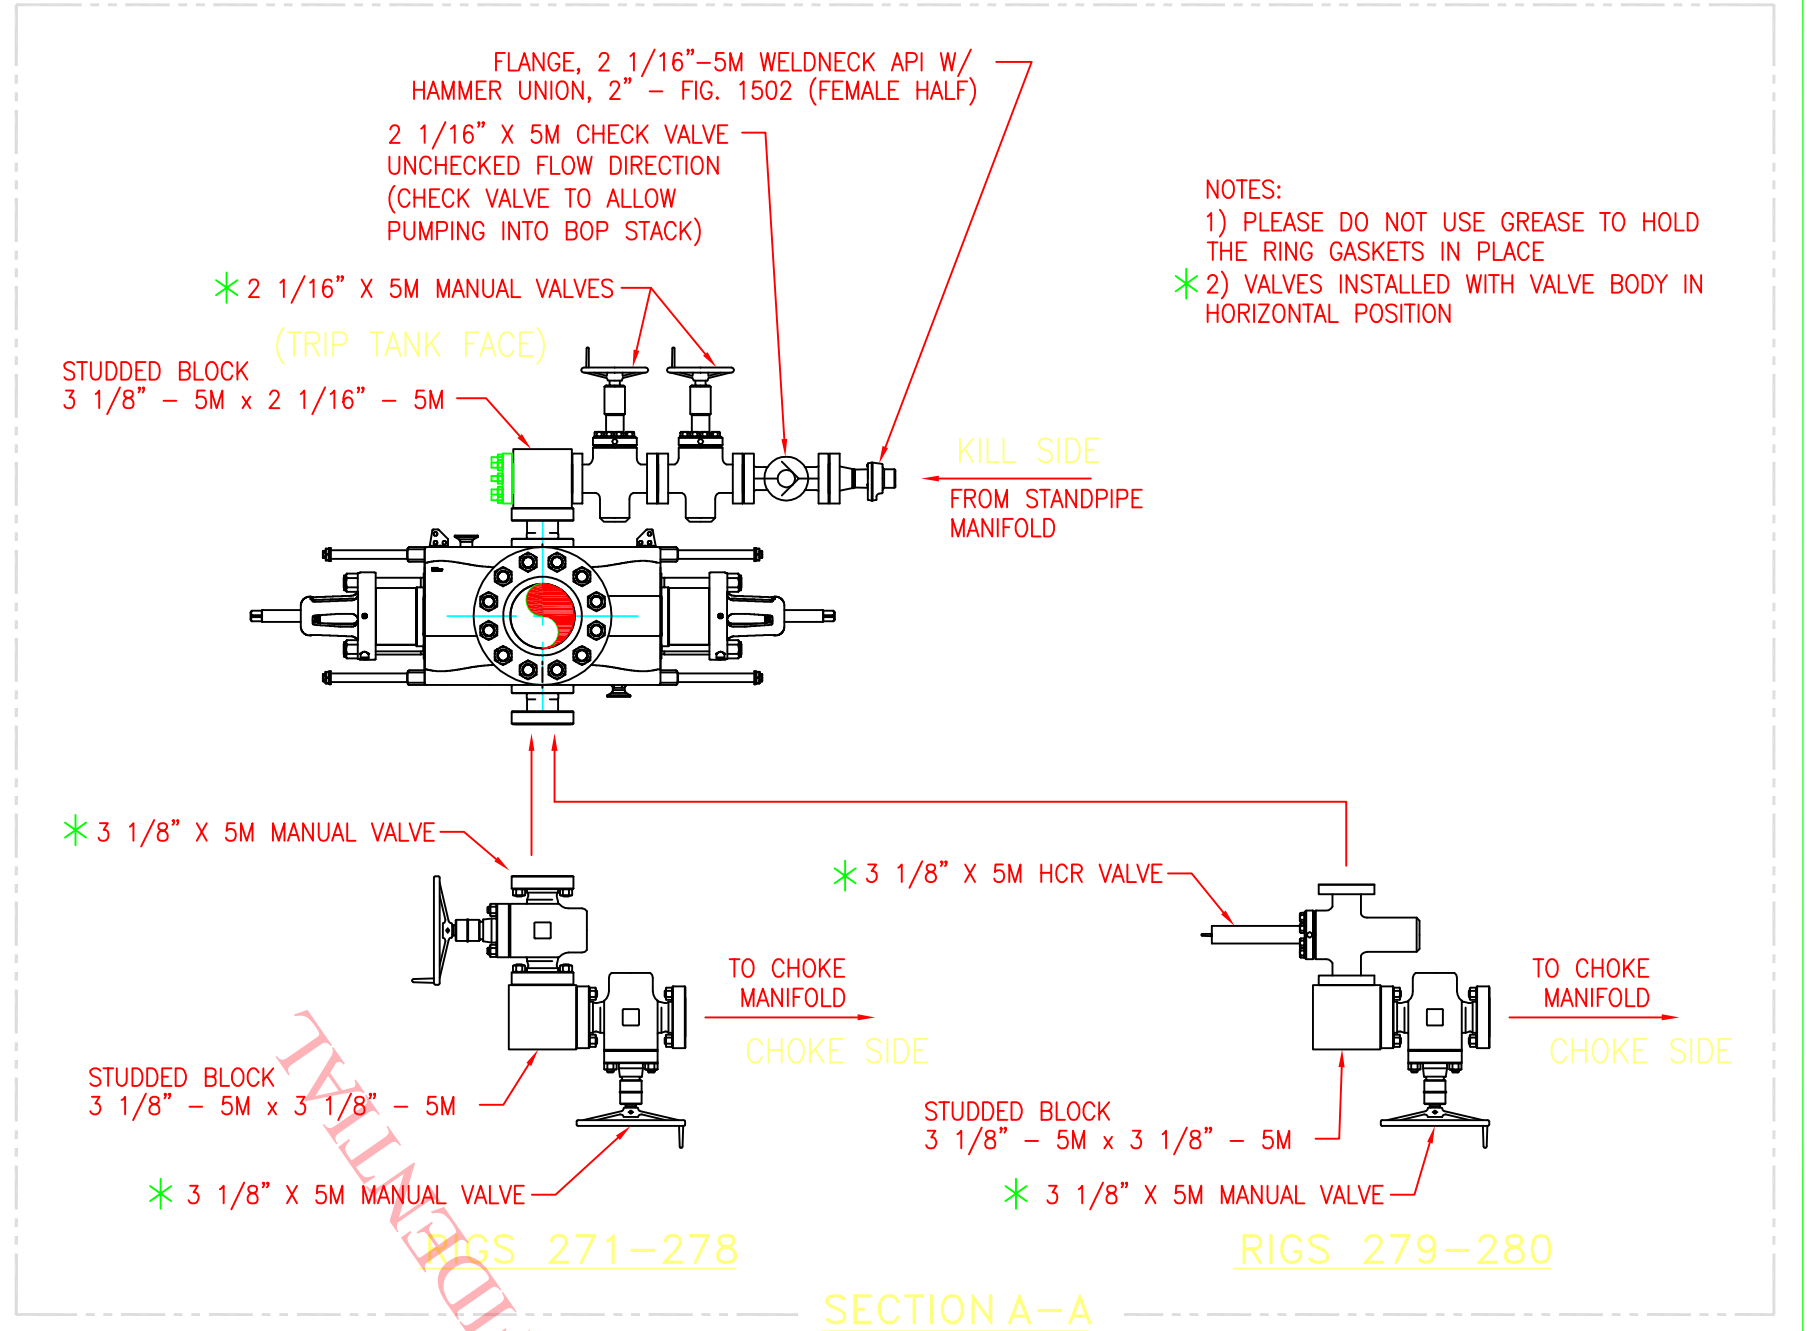 FLANGE, 2 1/16”-5M WELDNECK API W/
HAMMER UNION, 2” - FIG. 1502 (FEMALE HALF)
2 1/16” X 5M CHECK VALVE
UNCHECKED FLOW DIRECTION
(CHECK VALVE TO ALLOW
PUMPING INTO BOP STACK)
NOTES:
1) PLEASE DO NOT USE GREASE TO HOLD
THE RING GASKETS IN PLACE
* 2) VALVES INSTALLED WITH VALVE BODY IN
HORIZONTAL POSITION
* 2 1/16” X 5M MANUAL VALVES
(TRIP TANK FACE)
STUDDED BLOCK
3 1/8” - 5M x 2 1/16” - 5M
KILL SIDE
FROM STANDPIPE
MANIFOLD
* 3 1/8” X 5M MANUAL VALVE
TO CHOKE
MANIFOLD
CHOKE SIDE
STUDDED BLOCK
3 1/8” - 5M x 3 1/8” - 5M
* 3 1/8” X 5M MANUAL VALVE
RIGS 271-278
* 3 1/8” X 5M HCR VALVE
TO CHOKE
MANIFOLD
CHOKE SIDE
STUDDED BLOCK
3 1/8” - 5M x 3 1/8” - 5M
* 3 1/8” X 5M MANUAL VALVE
RIGS 279-280
SECTION A-A